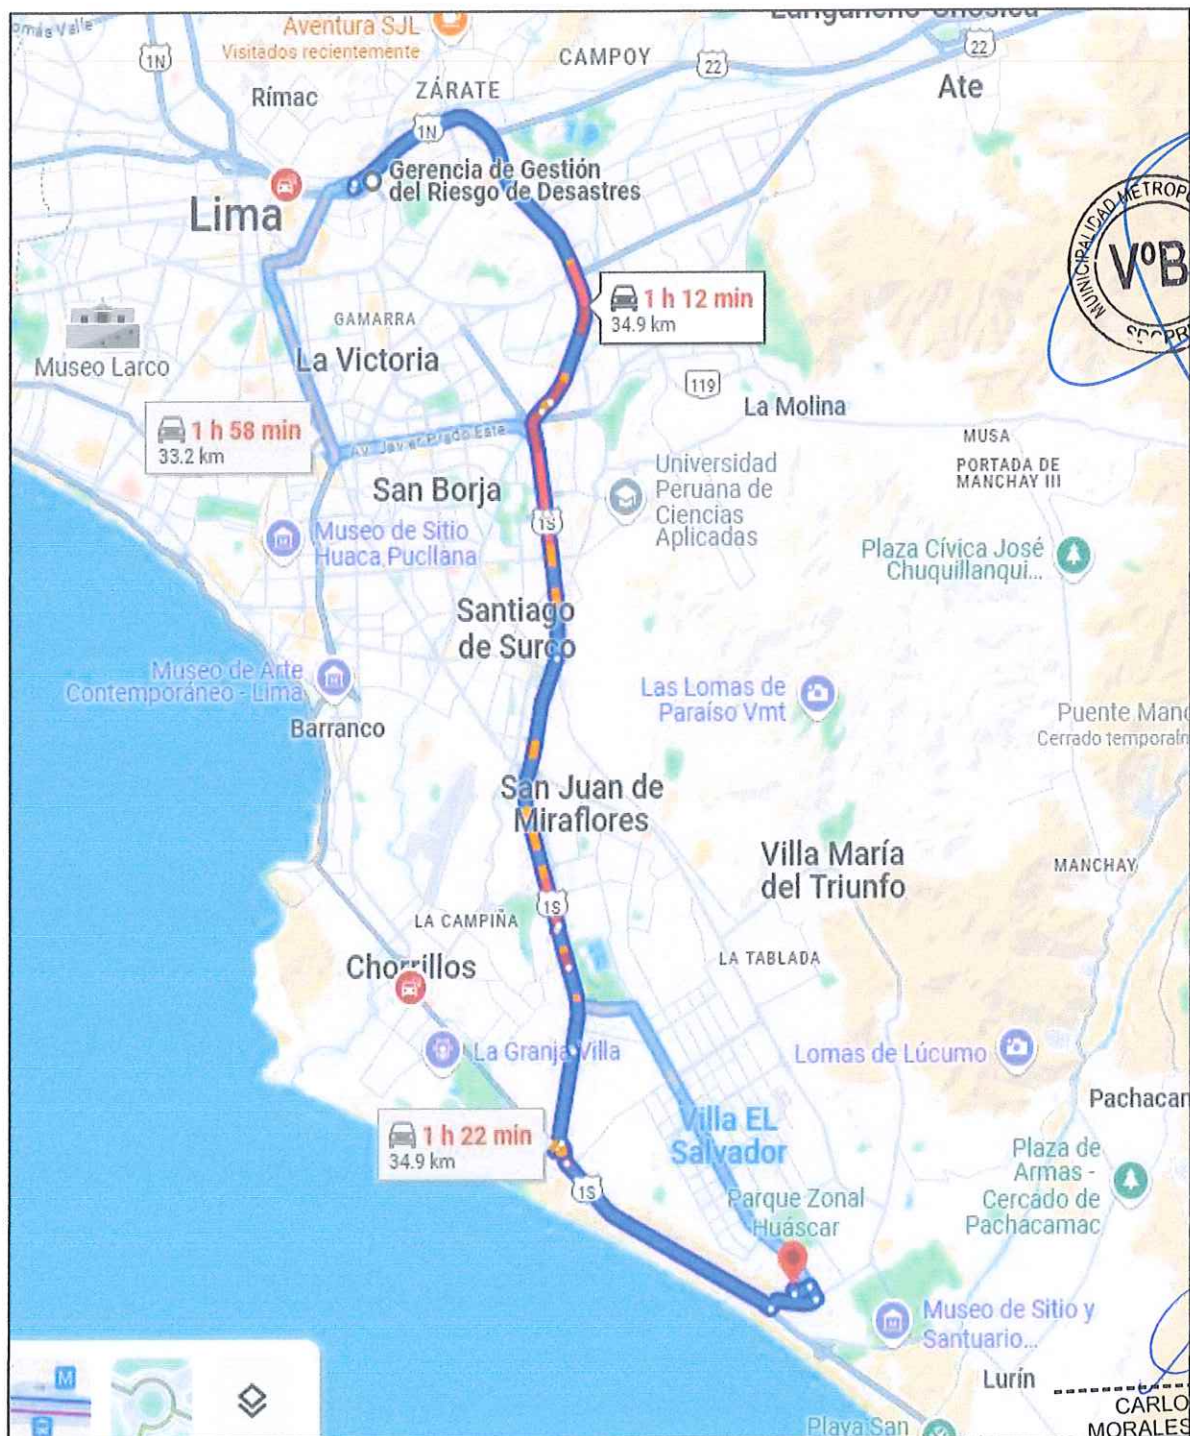 Aventura SJL
Visitados recientemente
1N
Rímac
ZÁRATE
CAMPOY
22
22
Ate
1N
Gerencia de Gestión
del Riesgo de Desastres
Lima
MUNICIPALIDAD
VºB
GAMARRA
1 h 12 min
34.9 km
Museo Larco
La Victoria
119
La Molina
1 h 58 min
33.2 km
Av. Javier Prado Este
MUSA
PORTADA DE
MANCHAY III
San Borja
Universidad
Peruana de
Ciencias
Aplicadas
1S
Museo de Sitio
Huaca Pucllana
Plaza Cívica José
Chuquillanqui...
Santiago
de Surco
Museo de Arte
Contemporáneo - Lima
Las Lomas de
Paraíso Vmt
Barranco
Puente Manc
Cerrado temporaln
San Juan de
Miraflores
Villa María
del Triunfo
MANCHAY
1S
LA CAMPIÑA
LA TABLADA
Chorrillos
La Granja Villa
Lomas de Lúcumo
Pachacan
Villa EL
Salvador
1 h 22 min
34.9 km
Plaza de
Armas -
Cercado de
Pachacamac
1S
Parque Zonal
Huáscar
Museo de Sitio y
Santuario...
Lurín
M
CARLO
MORALES
Playa San